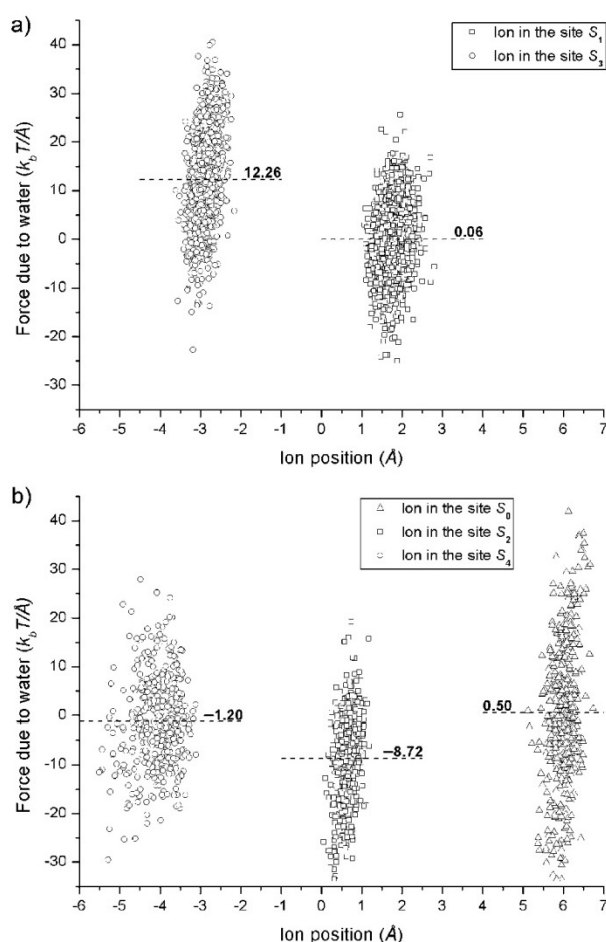 a)
□ Ion in the site S₁
○ Ion in the site S₃
40
30
20
10
0
-10
-20
-30
12.26
0.06
Force due to water (k_bT/Å)
-6 -5 -4 -3 -2 -1 0 1 2 3 4 5 6 7
Ion position (Å)
b)
△ Ion in the site S₀
□ Ion in the site S₂
○ Ion in the site S₄
40
30
20
10
0
-10
-20
-30
−1.20
−8.72
0.50
Force due to water (k_bT/Å)
-6 -5 -4 -3 -2 -1 0 1 2 3 4 5 6 7
Ion position (Å)